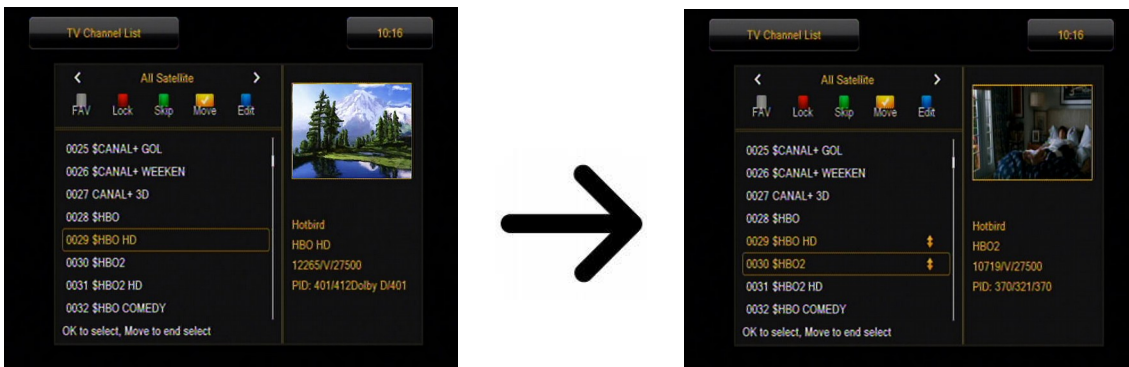 TV Channel List
10:16
All Satellite
FAV Lock Skip Move Edit
0025 $CANAL+ GOL
0026 $CANAL+ WEEKEN
0027 CANAL+ 3D
0028 $HBO
0029 $HBO HD
0030 $HBO2
0031 $HBO2 HD
0032 $HBO COMEDY
OK to select, Move to end select
Hotbird
HBO HD
12265/V/27500
PID: 401/412Dolby D/401
TV Channel List
10:16
All Satellite
FAV Lock Skip Move Edit
0025 $CANAL+ GOL
0026 $CANAL+ WEEKEN
0027 CANAL+ 3D
0028 $HBO
0029 $HBO HD
0030 $HBO2
0031 $HBO2 HD
0032 $HBO COMEDY
OK to select, Move to end select
Hotbird
HBO2
10719/V/27500
PID: 370/321/370